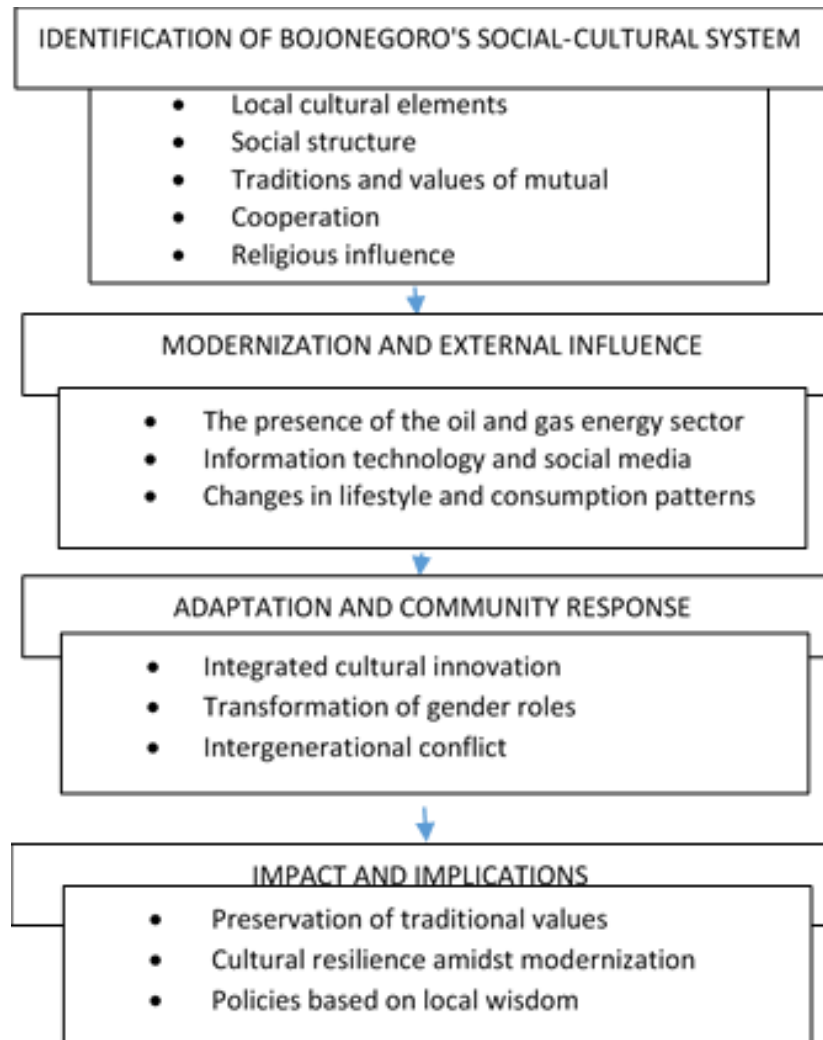 IDENTIFICATION OF BOJONEGORO'S SOCIAL-CULTURAL SYSTEM
• Local cultural elements
• Social structure
• Traditions and values of mutual
• Cooperation
• Religious influence
MODERNIZATION AND EXTERNAL INFLUENCE
• The presence of the oil and gas energy sector
• Information technology and social media
• Changes in lifestyle and consumption patterns
ADAPTATION AND COMMUNITY RESPONSE
• Integrated cultural innovation
• Transformation of gender roles
• Intergenerational conflict
IMPACT AND IMPLICATIONS
• Preservation of traditional values
• Cultural resilience amidst modernization
• Policies based on local wisdom